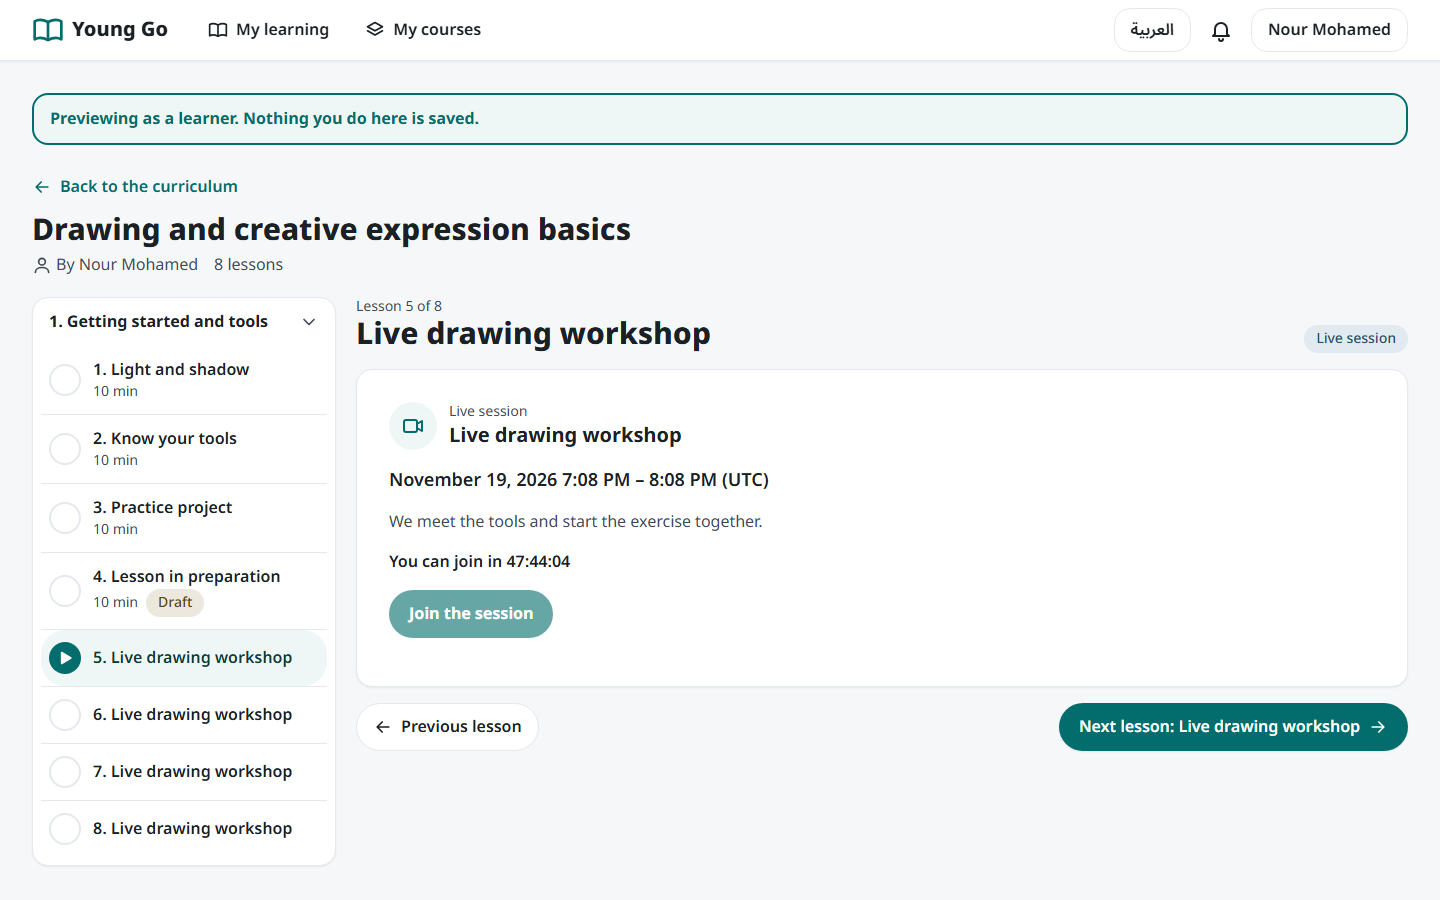 Young Go
My learning
My courses
العربية
Nour Mohamed
Previewing as a learner. Nothing you do here is saved.
Back to the curriculum
Drawing and creative expression basics
By Nour Mohamed 8 lessons
1. Getting started and tools
1. Light and shadow
10 min
2. Know your tools
10 min
3. Practice project
10 min
4. Lesson in preparation
10 min Draft
5. Live drawing workshop
6. Live drawing workshop
7. Live drawing workshop
8. Live drawing workshop
Lesson 5 of 8
Live drawing workshop
Live session
Live session
Live drawing workshop
November 19, 2026 7:08 PM – 8:08 PM (UTC)
We meet the tools and start the exercise together.
You can join in 47:44:04
Join the session
Previous lesson
Next lesson: Live drawing workshop